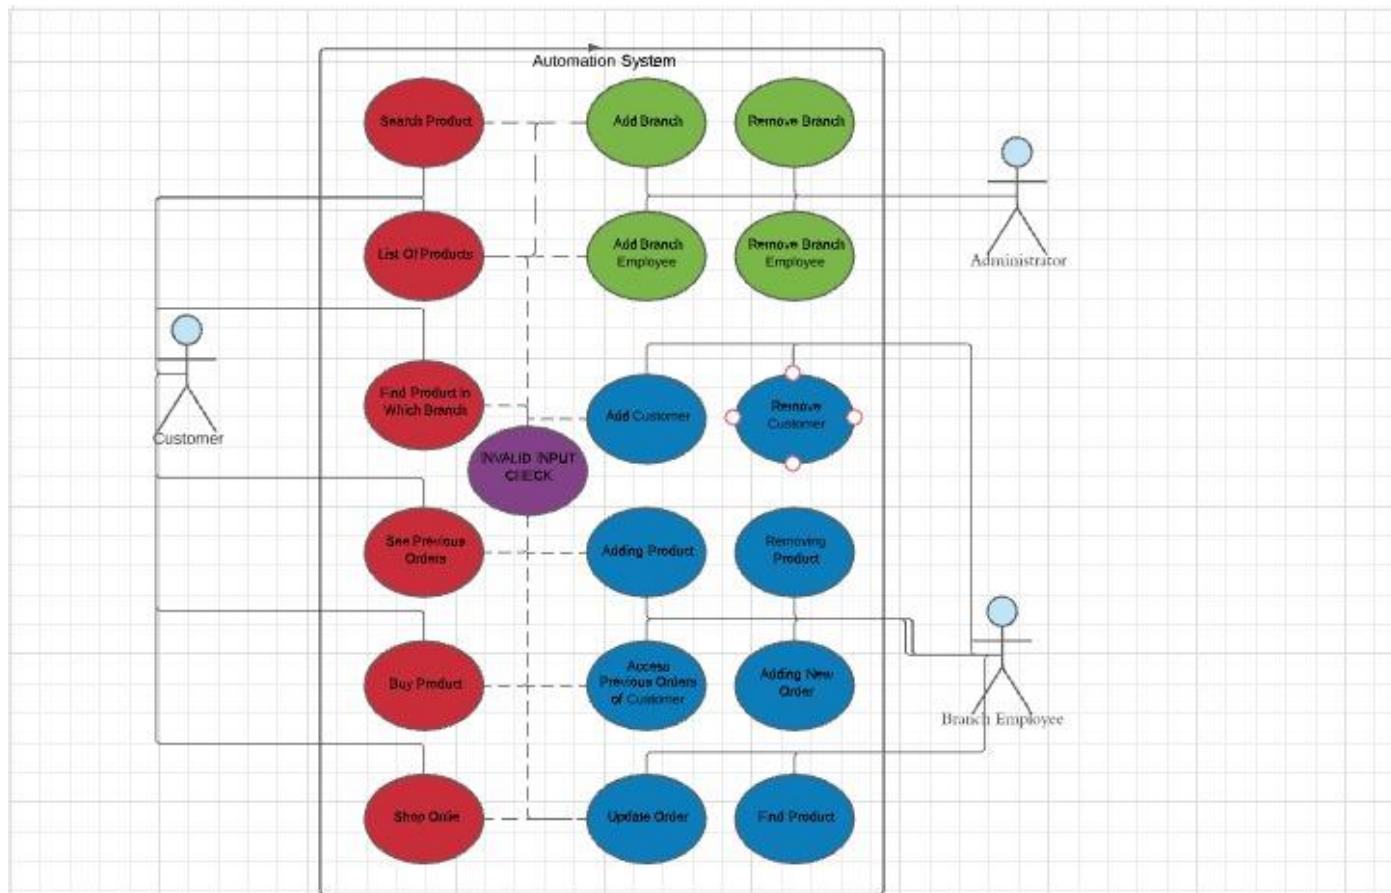 Automation System
Search Product
Add Branch
Remove Branch
List Of Products
Add Branch
Employee
Remove Branch
Employee
Administrator
Find Product in
Which Branch
Add Customer
Remove
Customer
Customer
INVALID INPUT
CHECK
See Previous
Orders
Adding Product
Removing
Product
Buy Product
Access
Previous Orders
of Customer
Adding New
Order
Branch Employee
Shop Online
Update Order
Find Product